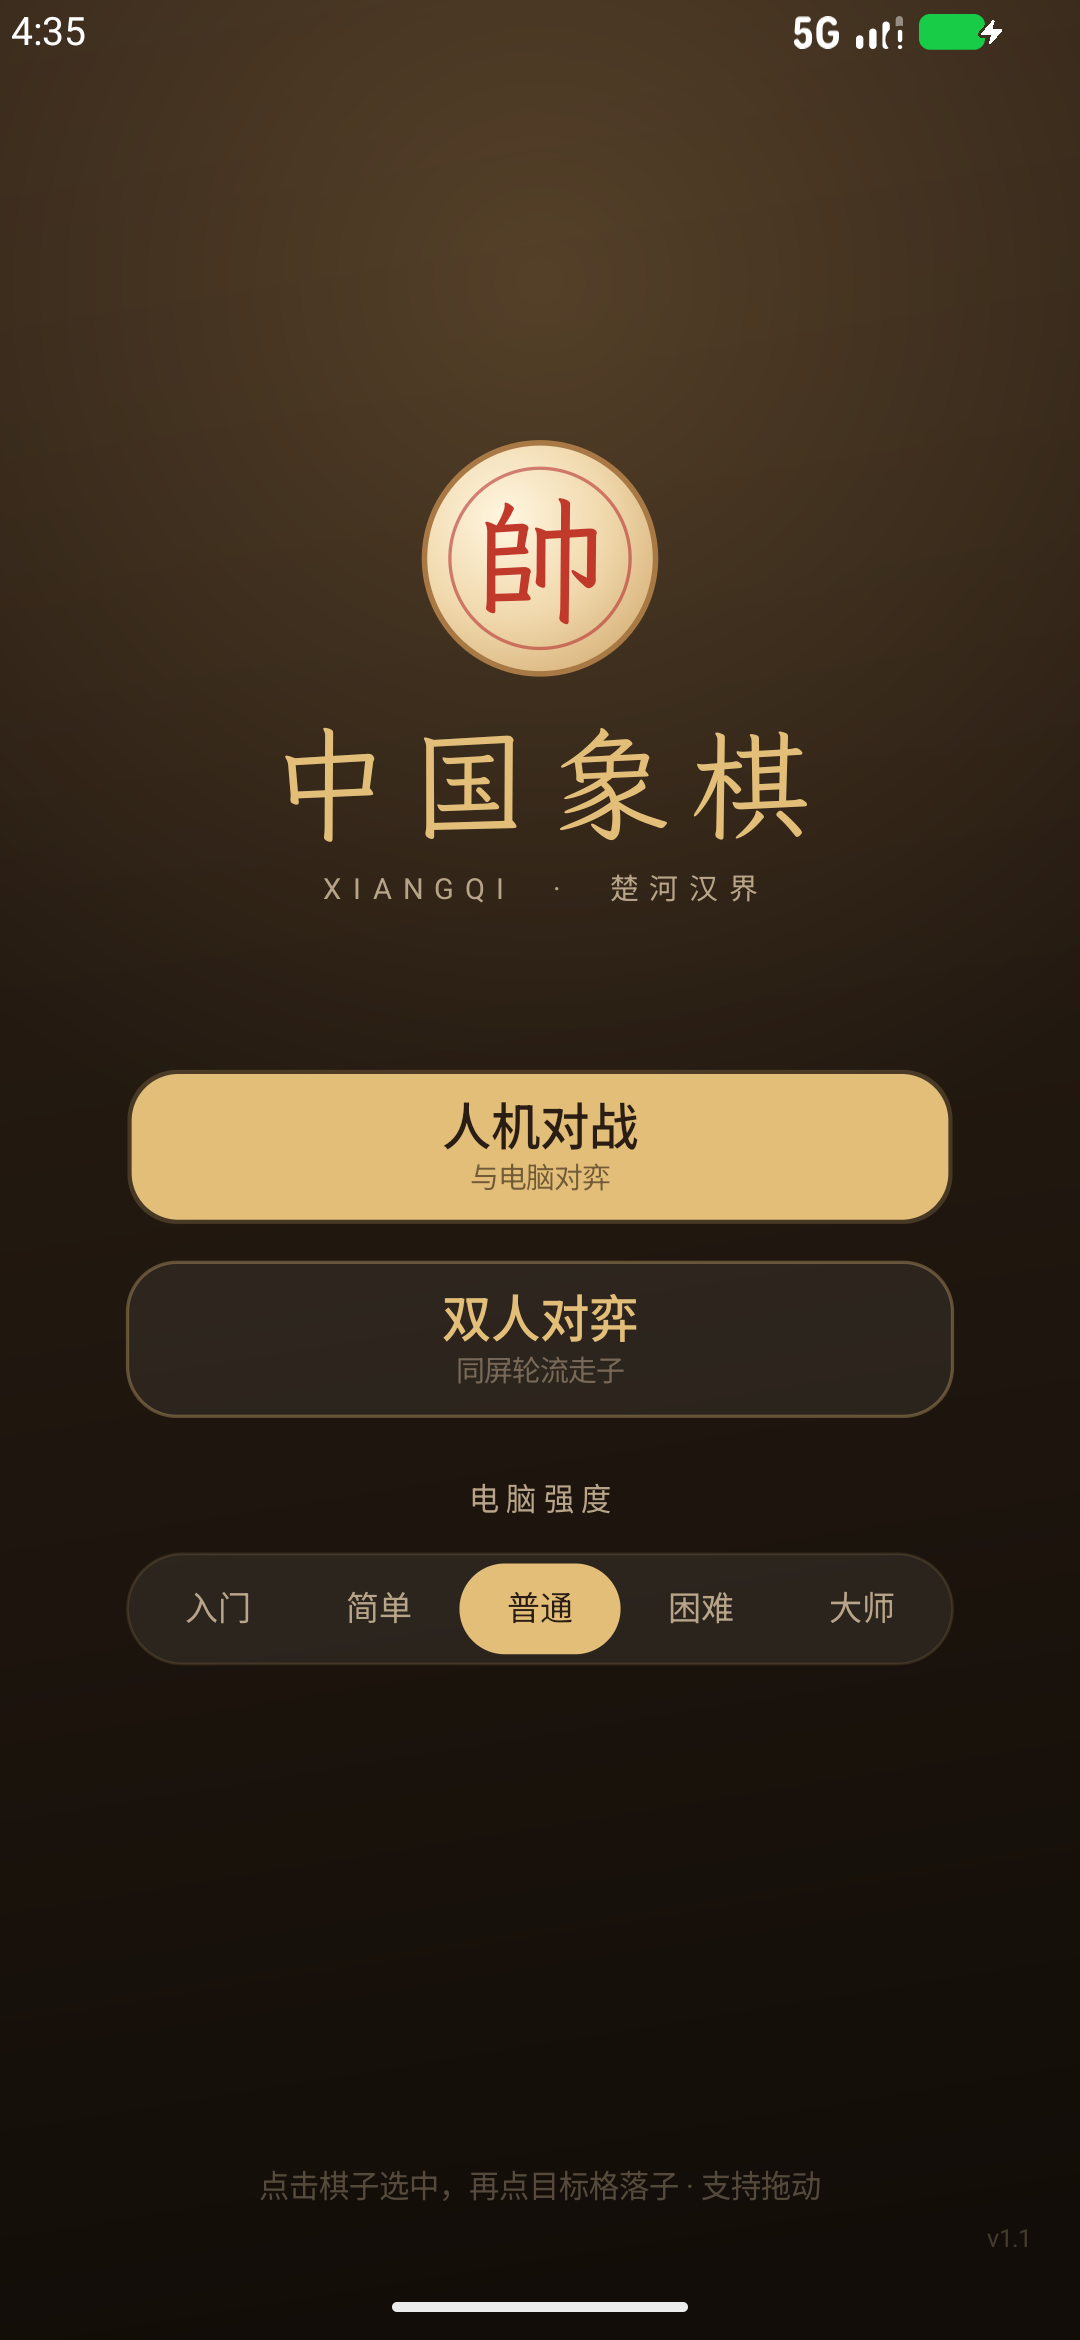 4:35
5G
帥
中国象棋
XIANGQI · 楚河汉界
人机对战
与电脑对弈
双人对弈
同屏轮流走子
电脑强度
入门 简单 普通 困难 大师
点击棋子选中，再点目标格落子 · 支持拖动
v1.1